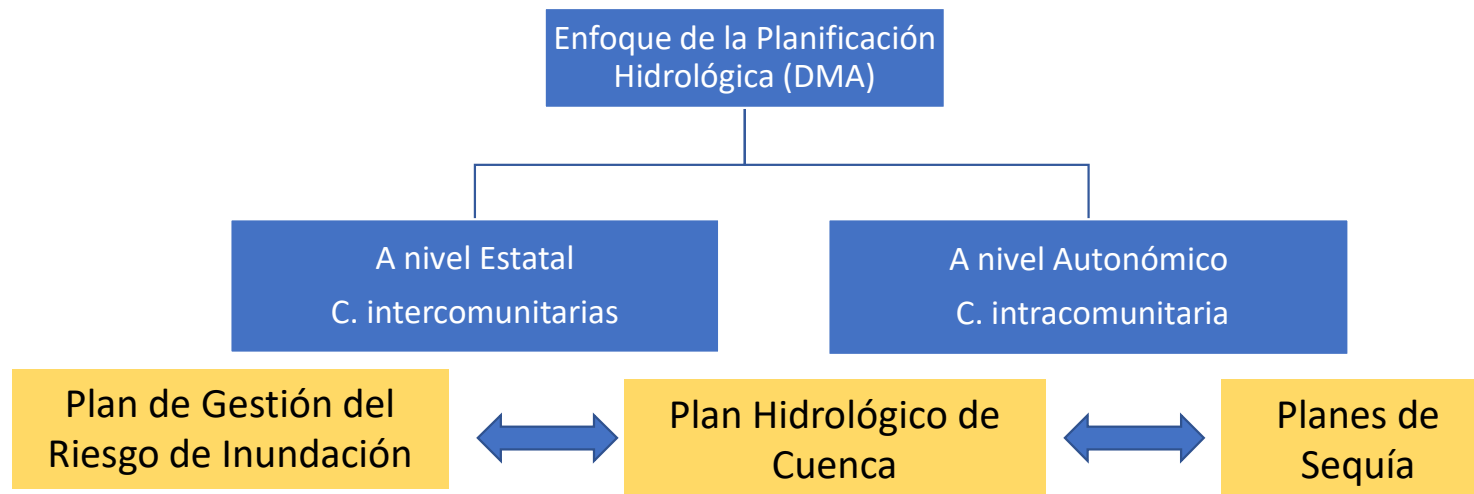 Enfoque de la Planificación
Hidrológica (DMA)
A nivel Estatal
C. intercomunitarias
A nivel Autonómico
C. intracomunitaria
Plan de Gestión del
Riesgo de Inundación
Plan Hidrológico de
Cuenca
Planes de
Sequía